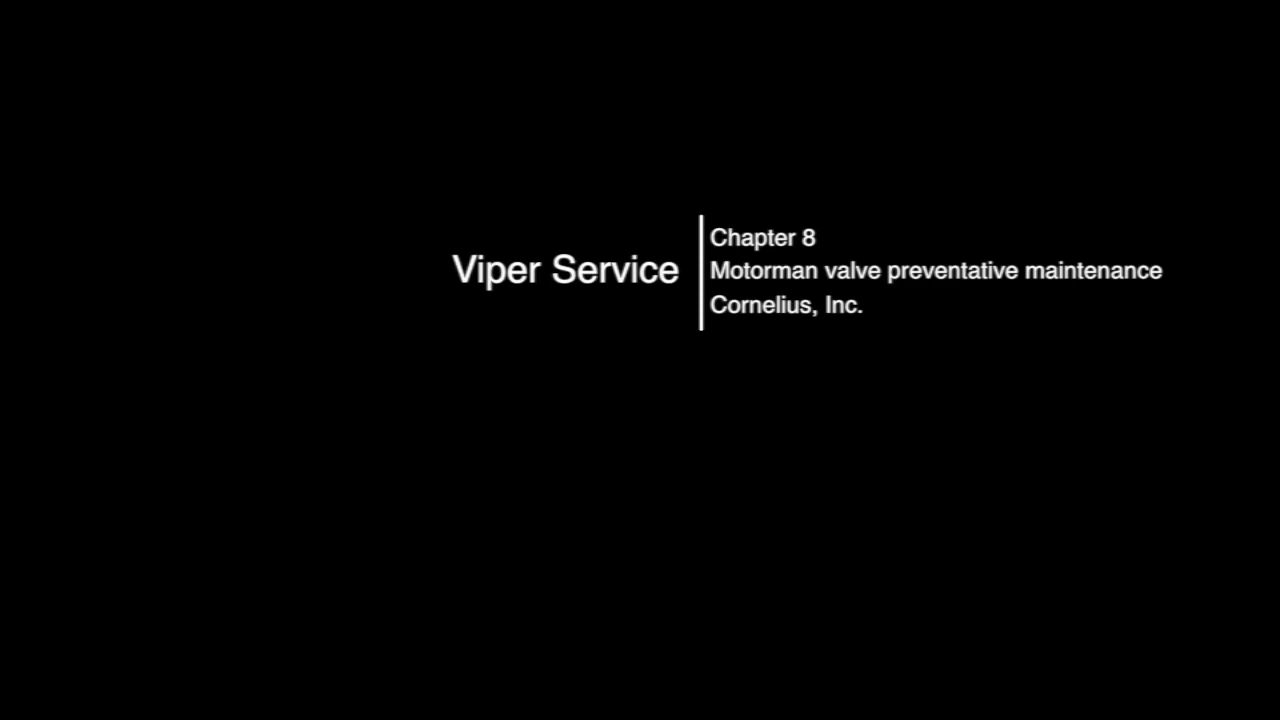 Viper Service
Chapter 8
Motorman valve preventative maintenance
Cornelius, Inc.